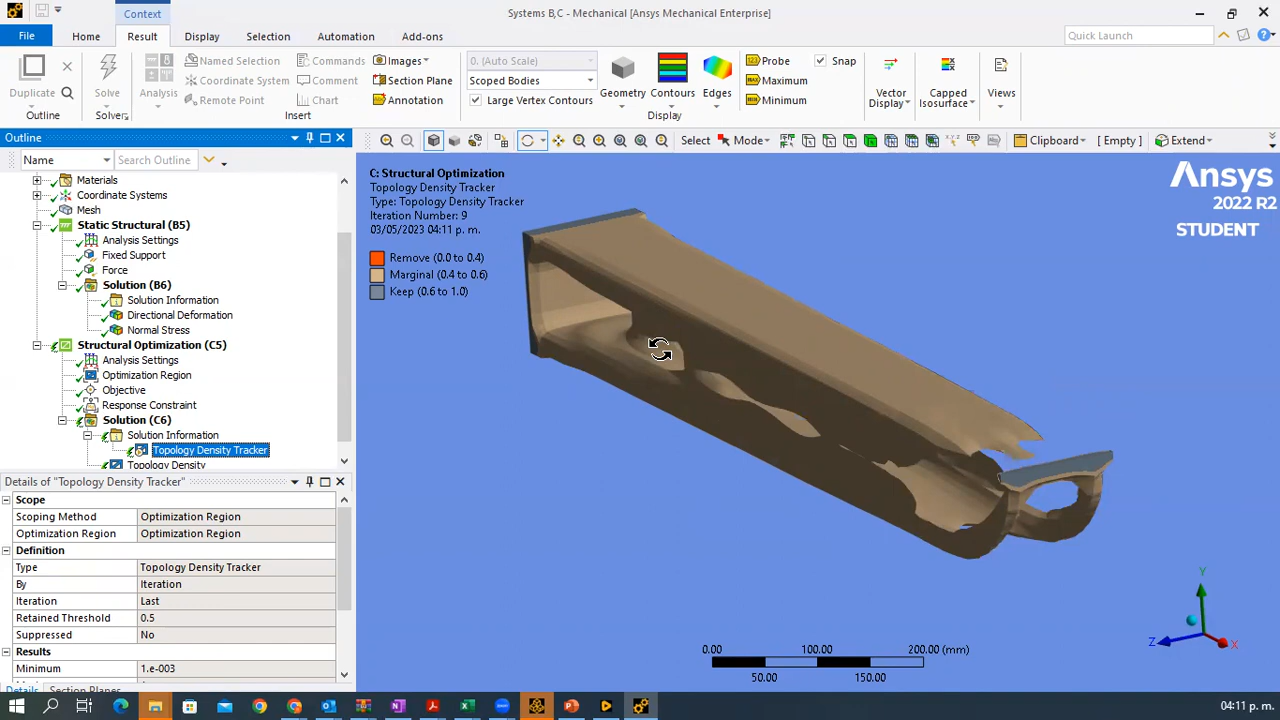 Context
Systems B,C - Mechanical [Ansys Mechanical Enterprise]
File
Home
Result
Display
Selection
Automation
Add-ons
Quick Launch
Duplicate
Outline
Solve
Solvers
Analysis
Named Selection
Coordinate System
Remote Point
Commands
Comment
Chart
Images
Section Plane
Annotation
Insert
0. (Auto Scale)
Scoped Bodies
Large Vertex Contours
Geometry
Contours
Edges
Probe
Maximum
Minimum
Snap
Display
Vector
Display
Capped
Isosurface
Views
Outline
Name
Search Outline
Select
Mode
Clipboard
[ Empty ]
Extend
Materials
Coordinate Systems
Mesh
Static Structural (B5)
Analysis Settings
Fixed Support
Force
Solution (B6)
Solution Information
Directional Deformation
Normal Stress
Structural Optimization (C5)
Analysis Settings
Optimization Region
Objective
Response Constraint
Solution (C6)
Solution Information
Topology Density Tracker
Topology Density
Details of "Topology Density Tracker"
Scope
Scoping Method Optimization Region
Optimization Region Optimization Region
Definition
Type Topology Density Tracker
By Iteration
Iteration Last
Retained Threshold 0.5
Suppressed No
Results
Minimum 1.e-003
Details
Section Planes
C: Structural Optimization
Topology Density Tracker
Type: Topology Density Tracker
Iteration Number: 9
03/05/2023 04:11 p. m.
Remove (0.0 to 0.4)
Marginal (0.4 to 0.6)
Keep (0.6 to 1.0)
Ansys
2022 R2
STUDENT
Y
Z
X
0.00 100.00 200.00 (mm)
50.00 150.00
04:11 p. m.